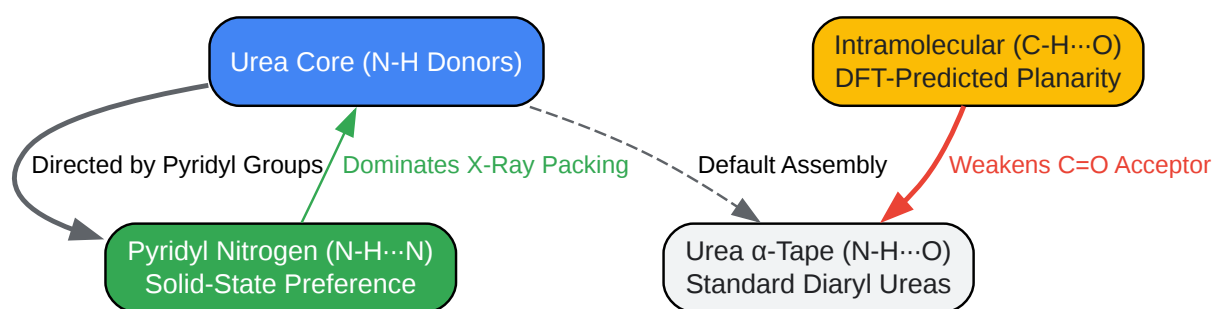 Urea Core (N-H Donors)
Intramolecular (C-H···O)
DFT-Predicted Planarity
Directed by Pyridyl Groups
Dominates X-Ray Packing
Default Assembly
Weakens C=O Acceptor
Pyridyl Nitrogen (N-H···N)
Solid-State Preference
Urea α-Tape (N-H···O)
Standard Diaryl Ureas